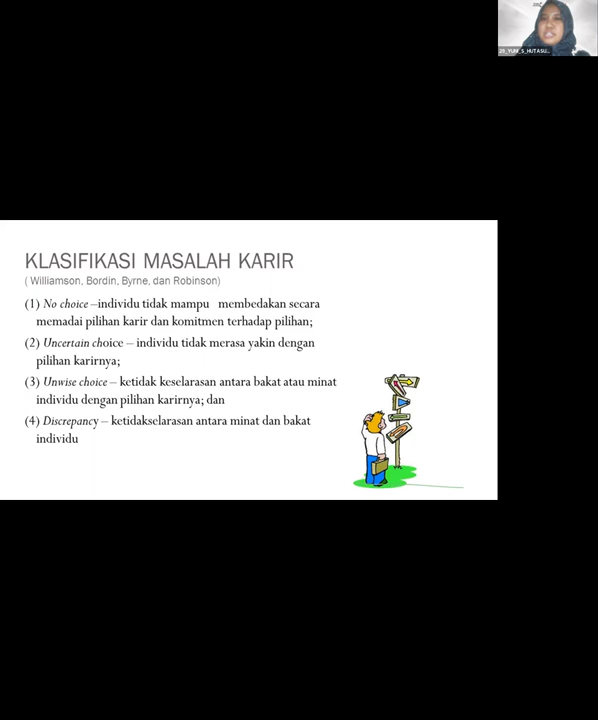 29_YUNI_S_HUTASU...
KLASIFIKASI MASALAH KARIR
( Williamson, Bordin, Byrne, dan Robinson)
(1) No choice –individu tidak mampu membedakan secara
memadai pilihan karir dan komitmen terhadap pilihan;
(2) Uncertain choice – individu tidak merasa yakin dengan
pilihan karirnya;
(3) Unwise choice – ketidak keselarasan antara bakat atau minat
individu dengan pilihan karirnya; dan
(4) Discrepancy – ketidakselarasan antara minat dan bakat
individu